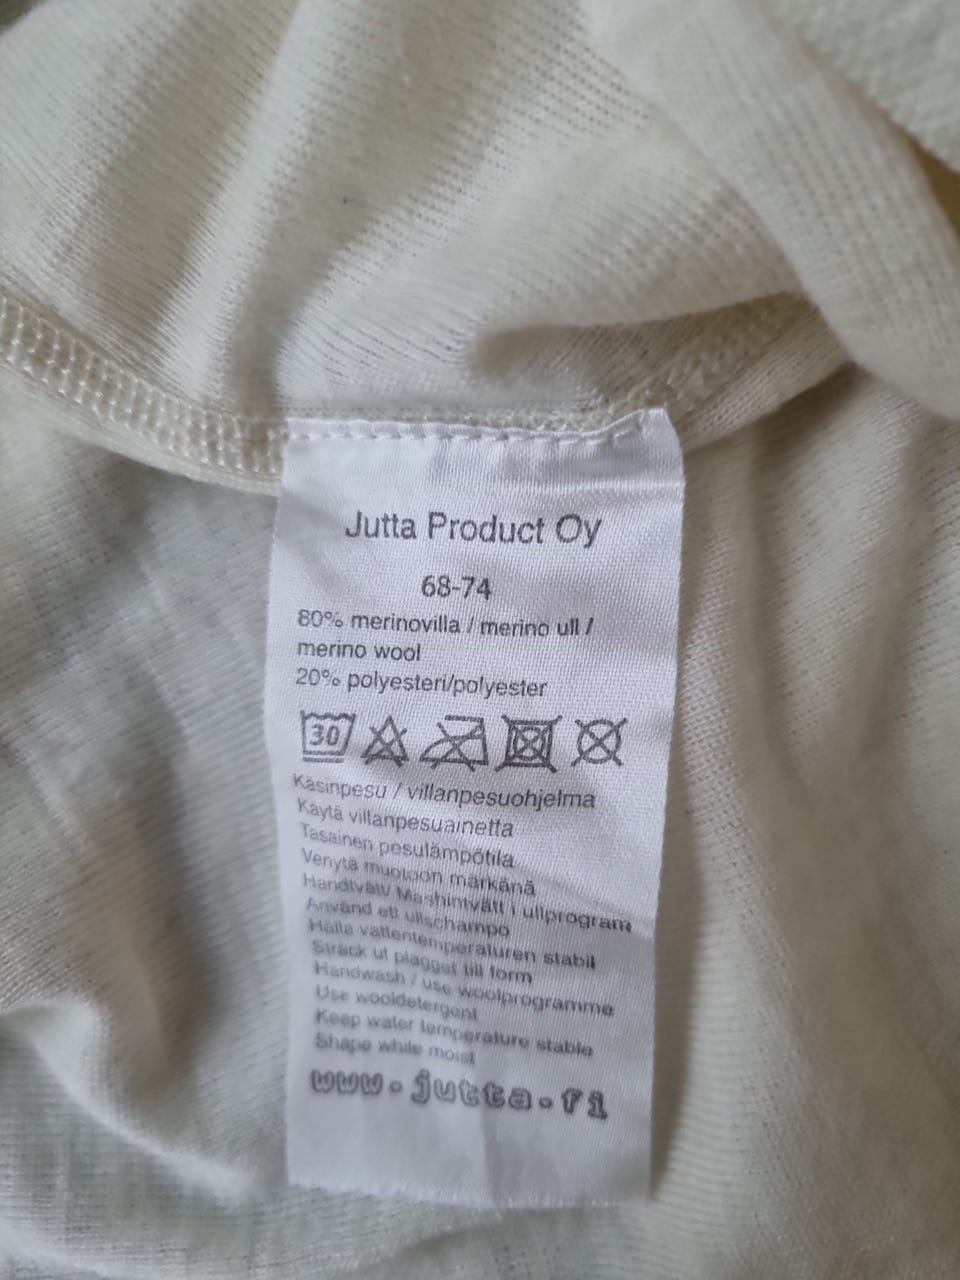 Jutta Product Oy
68-74
80% merinovilla / merino ull /
merino wool
20% polyesteri/polyester
30
Käsinpesu / villanpesuohjelma
Käytä villanpesuainetta
Tasainen pesulämpötila
Venytä muotoon märkänä
Handtvätt/ Mashintvätt i ullprogram
Använd ett ullschampo
Hålla vattentemperaturen stabil
Sträck ut plagget till form
Handwash / use woolprogramme
Use wooldetergent
Keep water temperature stable
Shape while moist
www.jutta.fi